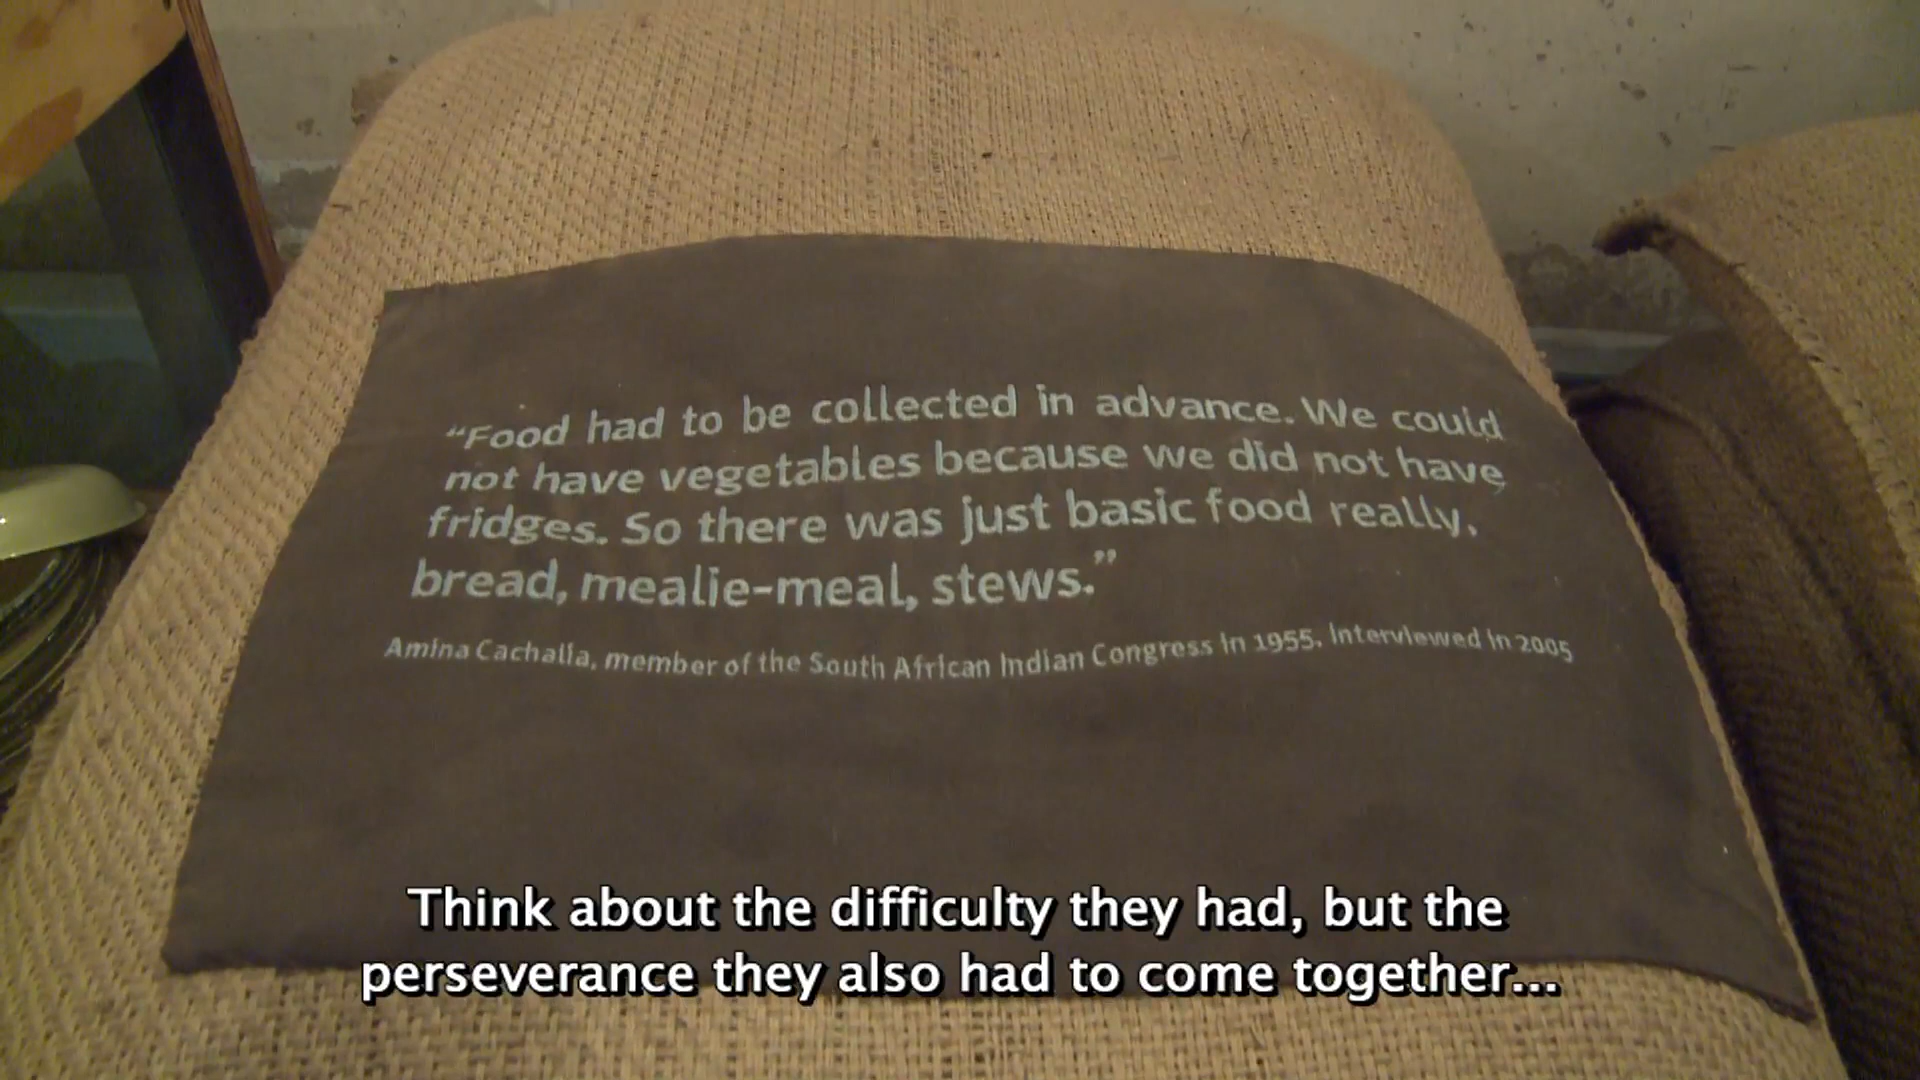 “Food had to be collected in advance. We could
not have vegetables because we did not have
fridges. So there was just basic food really,
bread, mealie-meal, stews.”
Amina Cachalia, member of the South African Indian Congress in 1955, interviewed in 2005
Think about the difficulty they had, but the
perseverance they also had to come together...